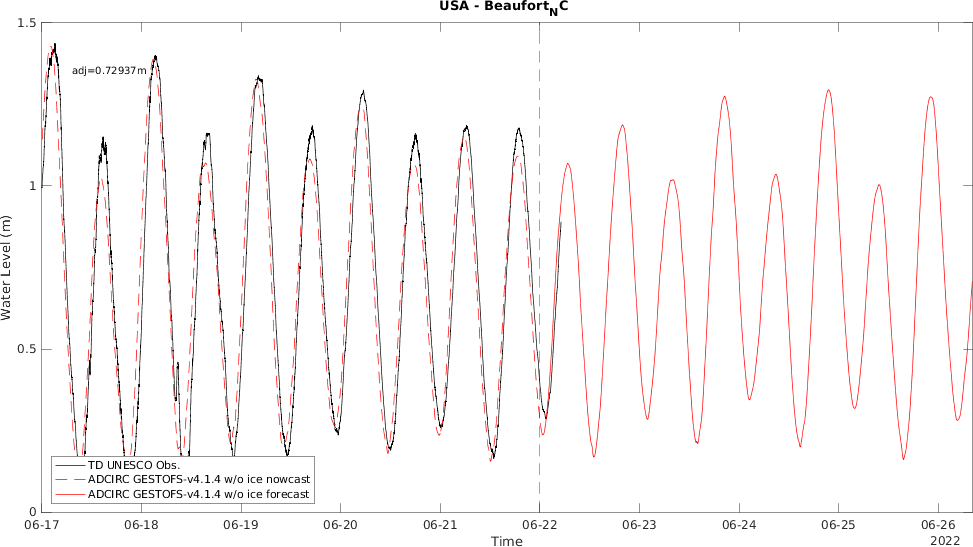 USA - Beaufort_NC
adj=0.72937m
Water Level (m)
1.5
1
0.5
0
TD UNESCO Obs.
ADCIRC GESTOFS-v4.1.4 w/o ice nowcast
ADCIRC GESTOFS-v4.1.4 w/o ice forecast
06-17 06-18 06-19 06-20 06-21 06-22 06-23 06-24 06-25 06-26
Time
2022